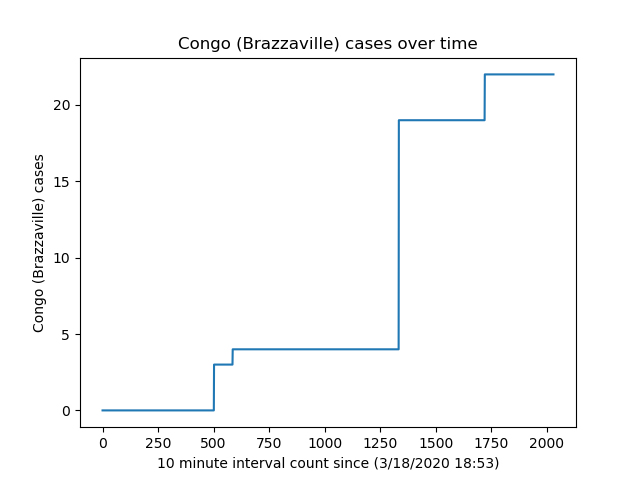 Congo (Brazzaville) cases over time
Congo (Brazzaville) cases
20
15
10
5
0
0 250 500 750 1000 1250 1500 1750 2000
10 minute interval count since (3/18/2020 18:53)